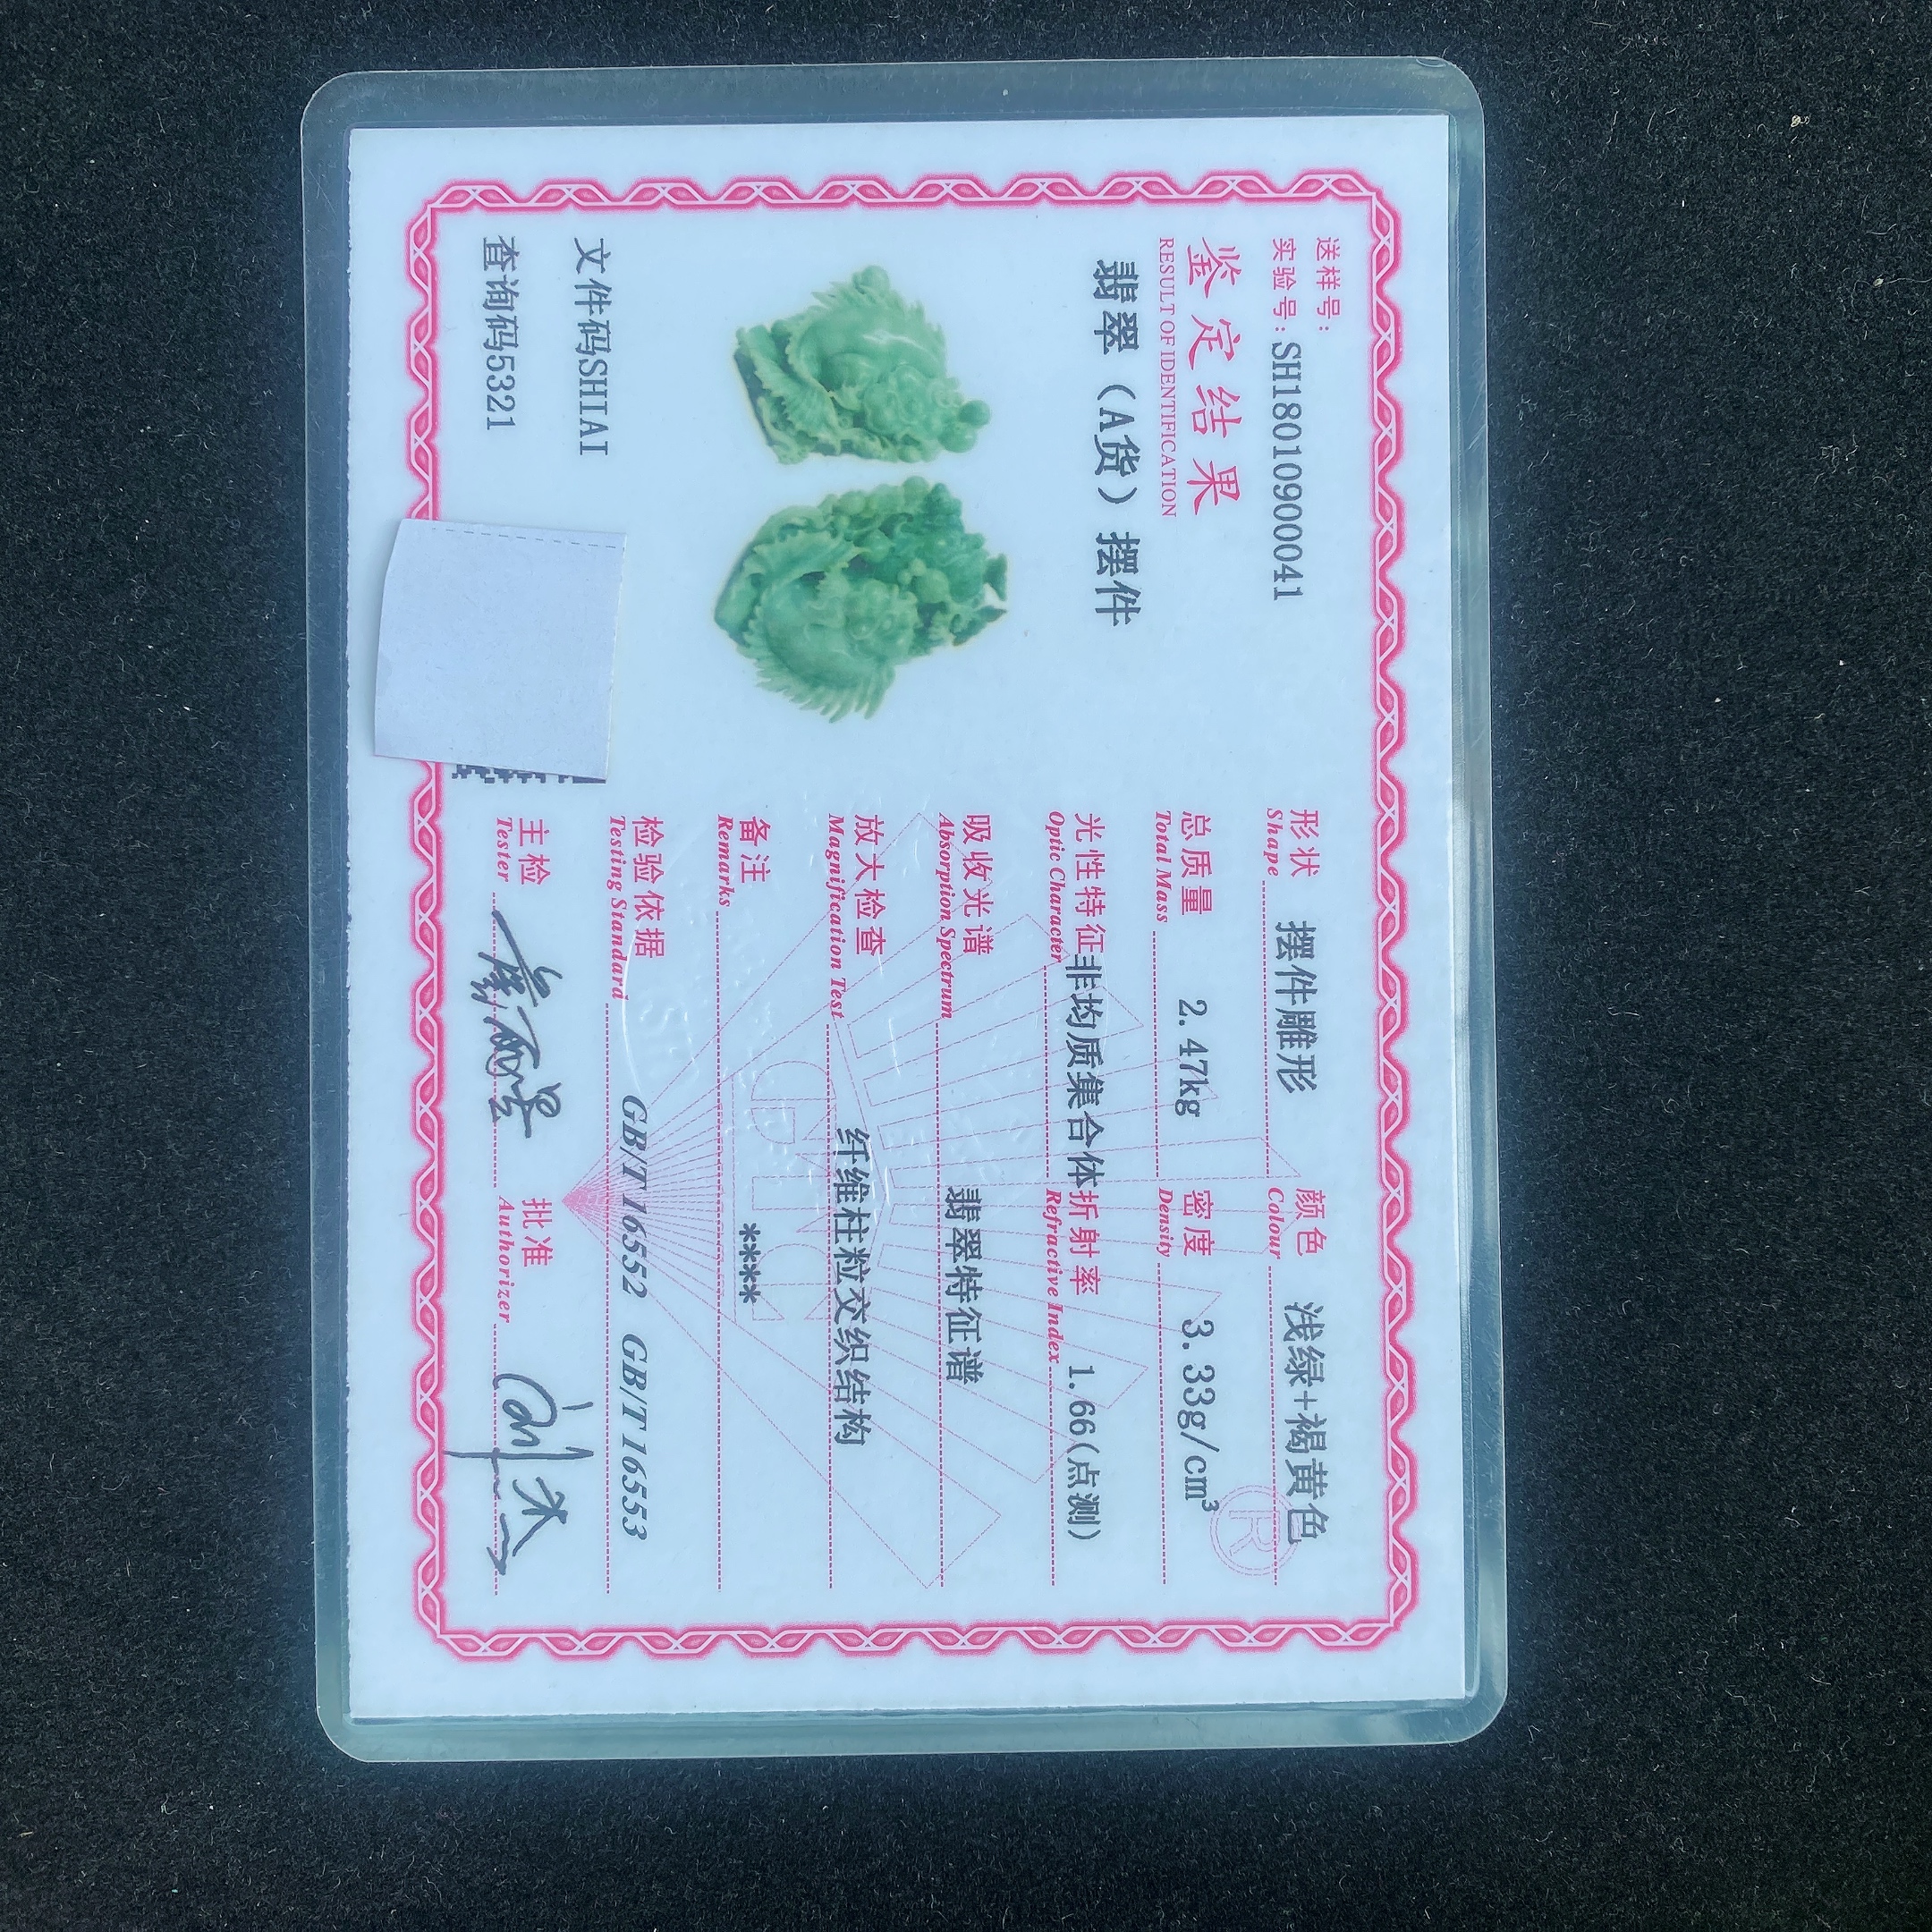 送样号:
实验号: SH180109000041
鉴定结果
RESULT OF IDENTIFICATION
翡翠（A货）摆件
文件码SHIAI
查询码5321
形状 摆件雕形 颜色 浅绿+褐黄色
Shape Colour
总质量 2.47kg 密度 3.33g/cm³
Total Mass Density
光性特征 非均质集合体 折射率 1.66(点测)
Optic Character Refractive Index
吸收光谱 翡翠特征谱
Absorption Spectrum
放大检查 纤维柱粒交织结构
Magnification Test
备注 ****
Remarks
检验依据 GB/T 16552 GB/T 16553
Testing Standard
主检 批准
Tester Authorizer